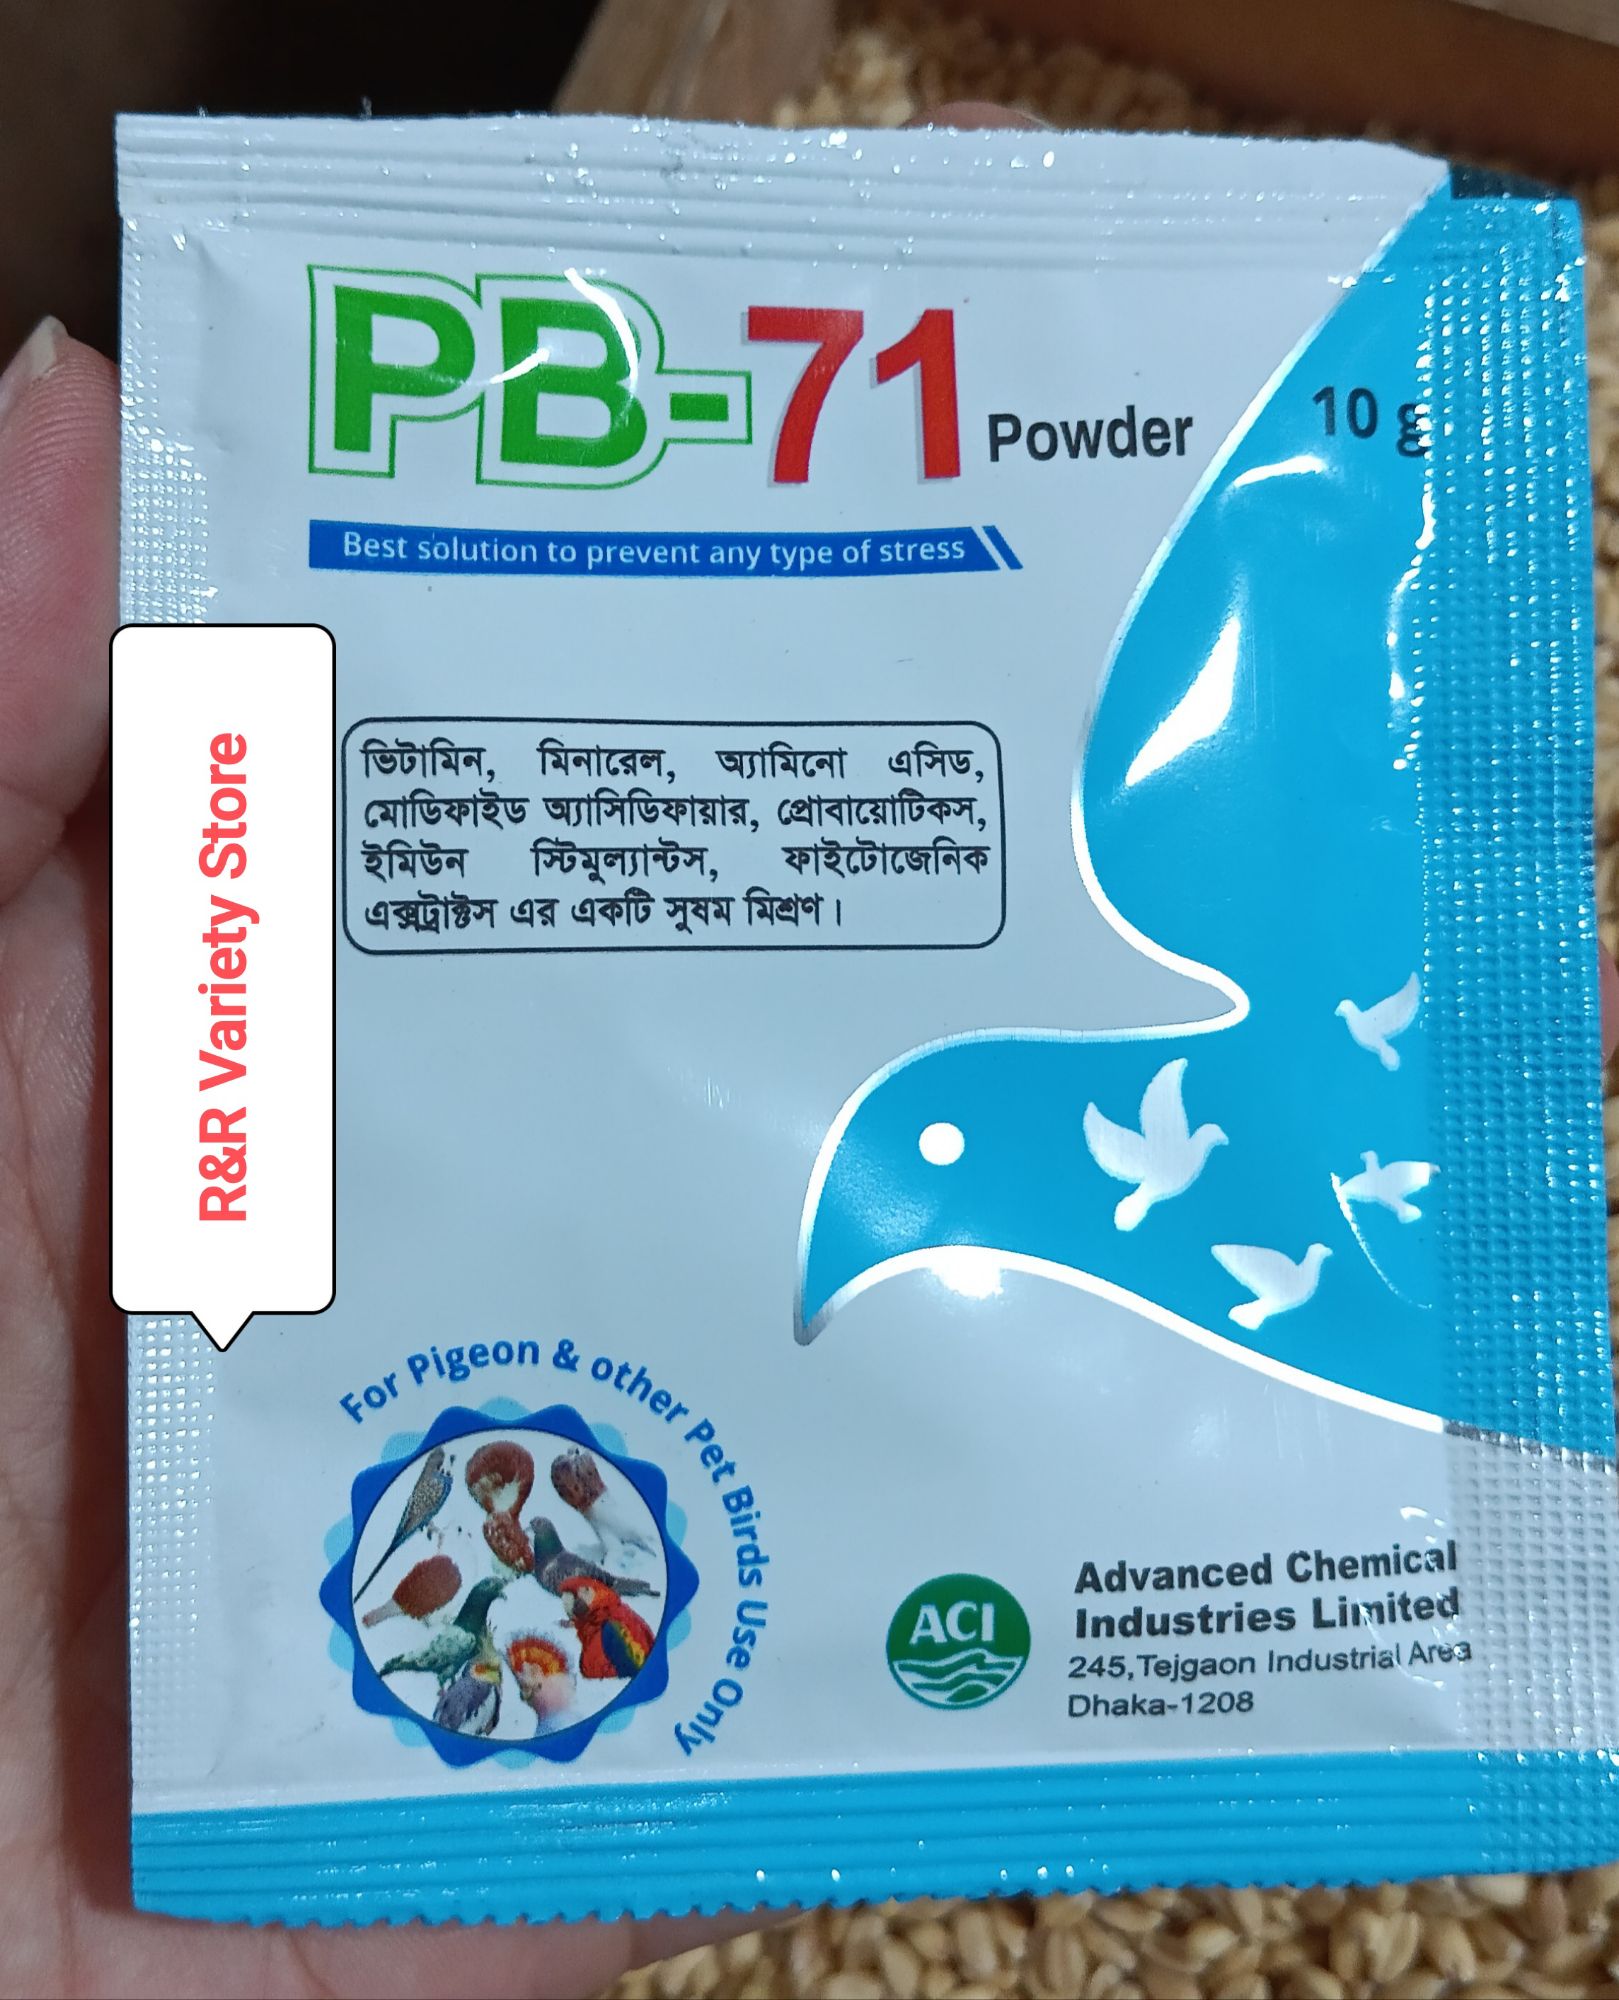 PB-71 Powder
10 g
Best solution to prevent any type of stress
ভিটামিন, মিনারেল, অ্যামিনো এসিড,
মোডিফাইড অ্যাসিডিফায়ার, প্রোবায়োটিকস,
ইমিউন স্টিমুল্যান্টস, ফাইটোজেনিক
এক্সট্রাক্টস এর একটি সুষম মিশ্রণ।
R&R Variety Store
For Pigeon & other Pet Birds Use Only
ACI
Advanced Chemical
Industries Limited
245,Tejgaon Industrial Area
Dhaka-1208